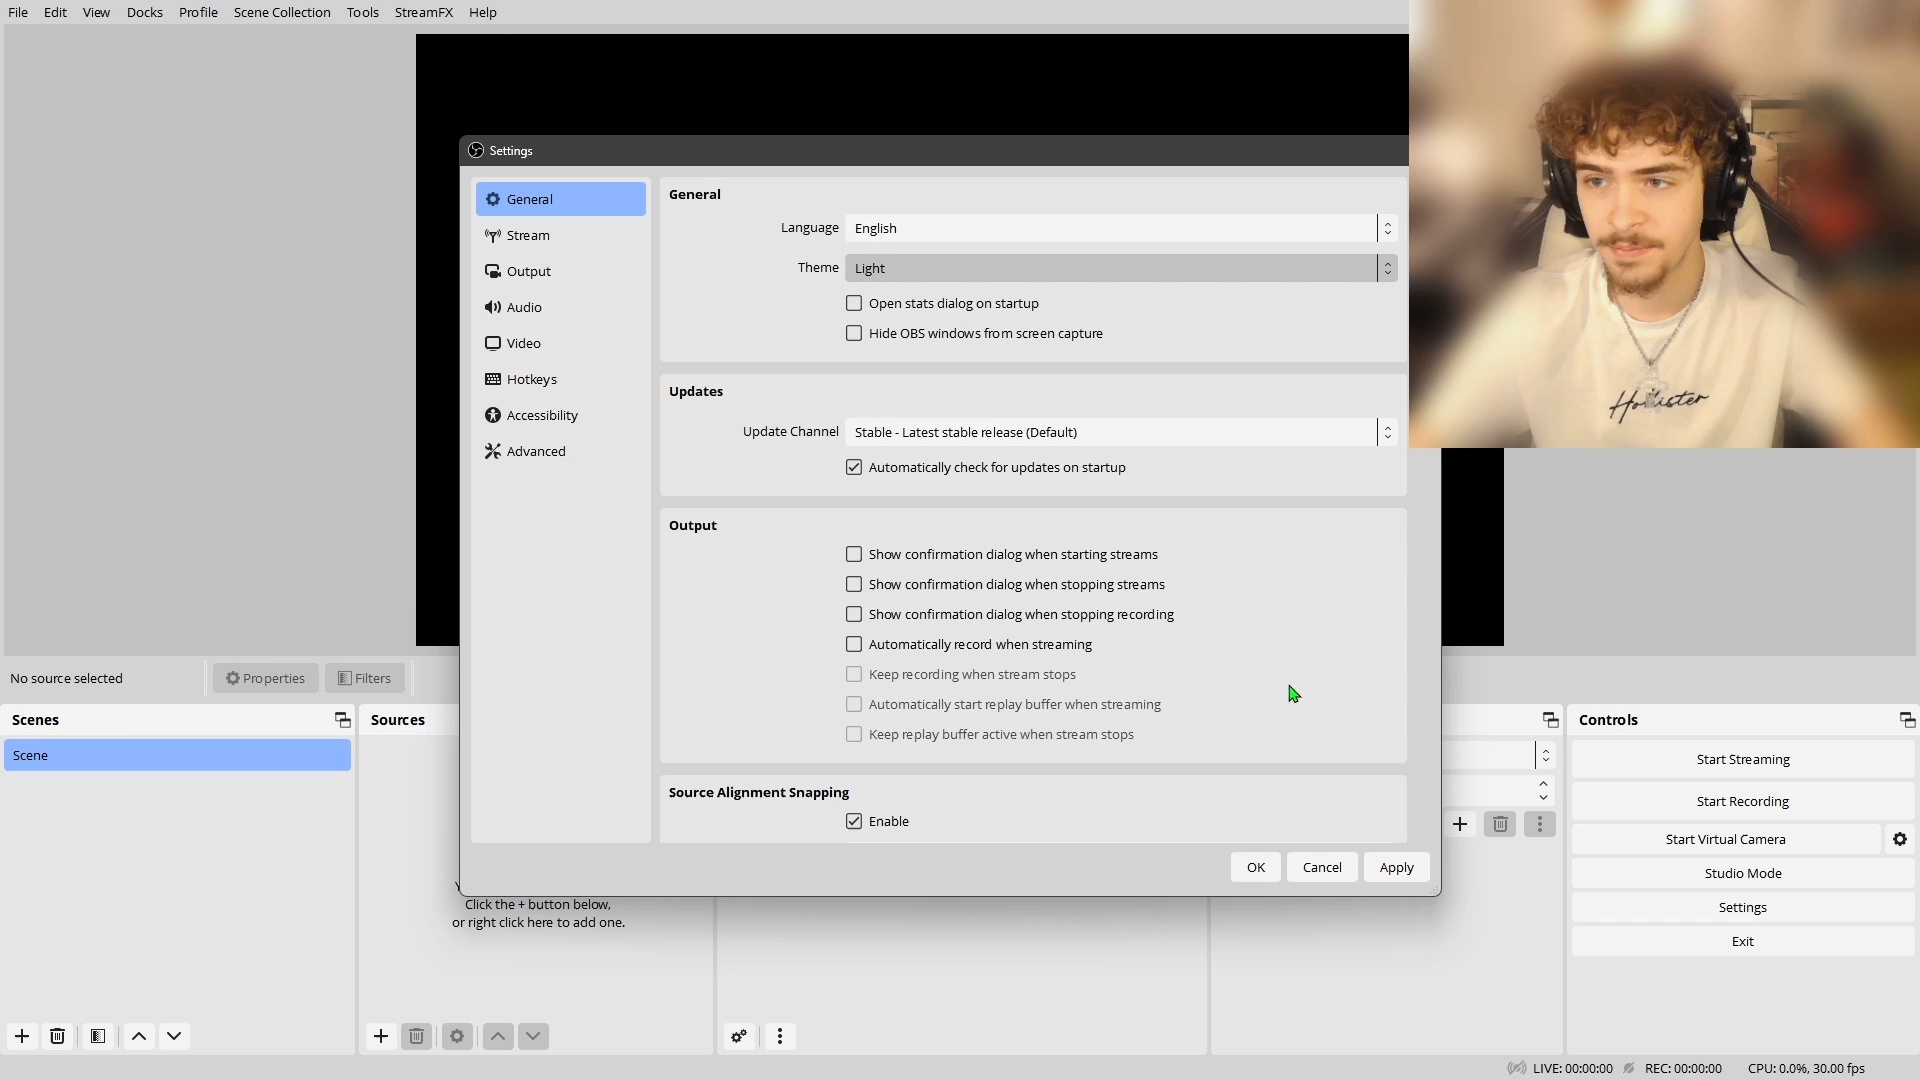 File Edit View Docks Profile Scene Collection Tools StreamFX Help
Settings
General
Stream
Output
Audio
Video
Hotkeys
Accessibility
Advanced
General
Language English
Theme Light
Open stats dialog on startup
Hide OBS windows from screen capture
Updates
Update Channel Stable - Latest stable release (Default)
Automatically check for updates on startup
Output
Show confirmation dialog when starting streams
Show confirmation dialog when stopping streams
Show confirmation dialog when stopping recording
Automatically record when streaming
Keep recording when stream stops
Automatically start replay buffer when streaming
Keep replay buffer active when stream stops
Source Alignment Snapping
Enable
OK Cancel Apply
Hollister
No source selected Properties Filters
Scenes
Scene
Sources
Click the + button below,
or right click here to add one.
Controls
Start Streaming
Start Recording
Start Virtual Camera
Studio Mode
Settings
Exit
LIVE: 00:00:00 REC: 00:00:00 CPU: 0.0%, 30.00 fps